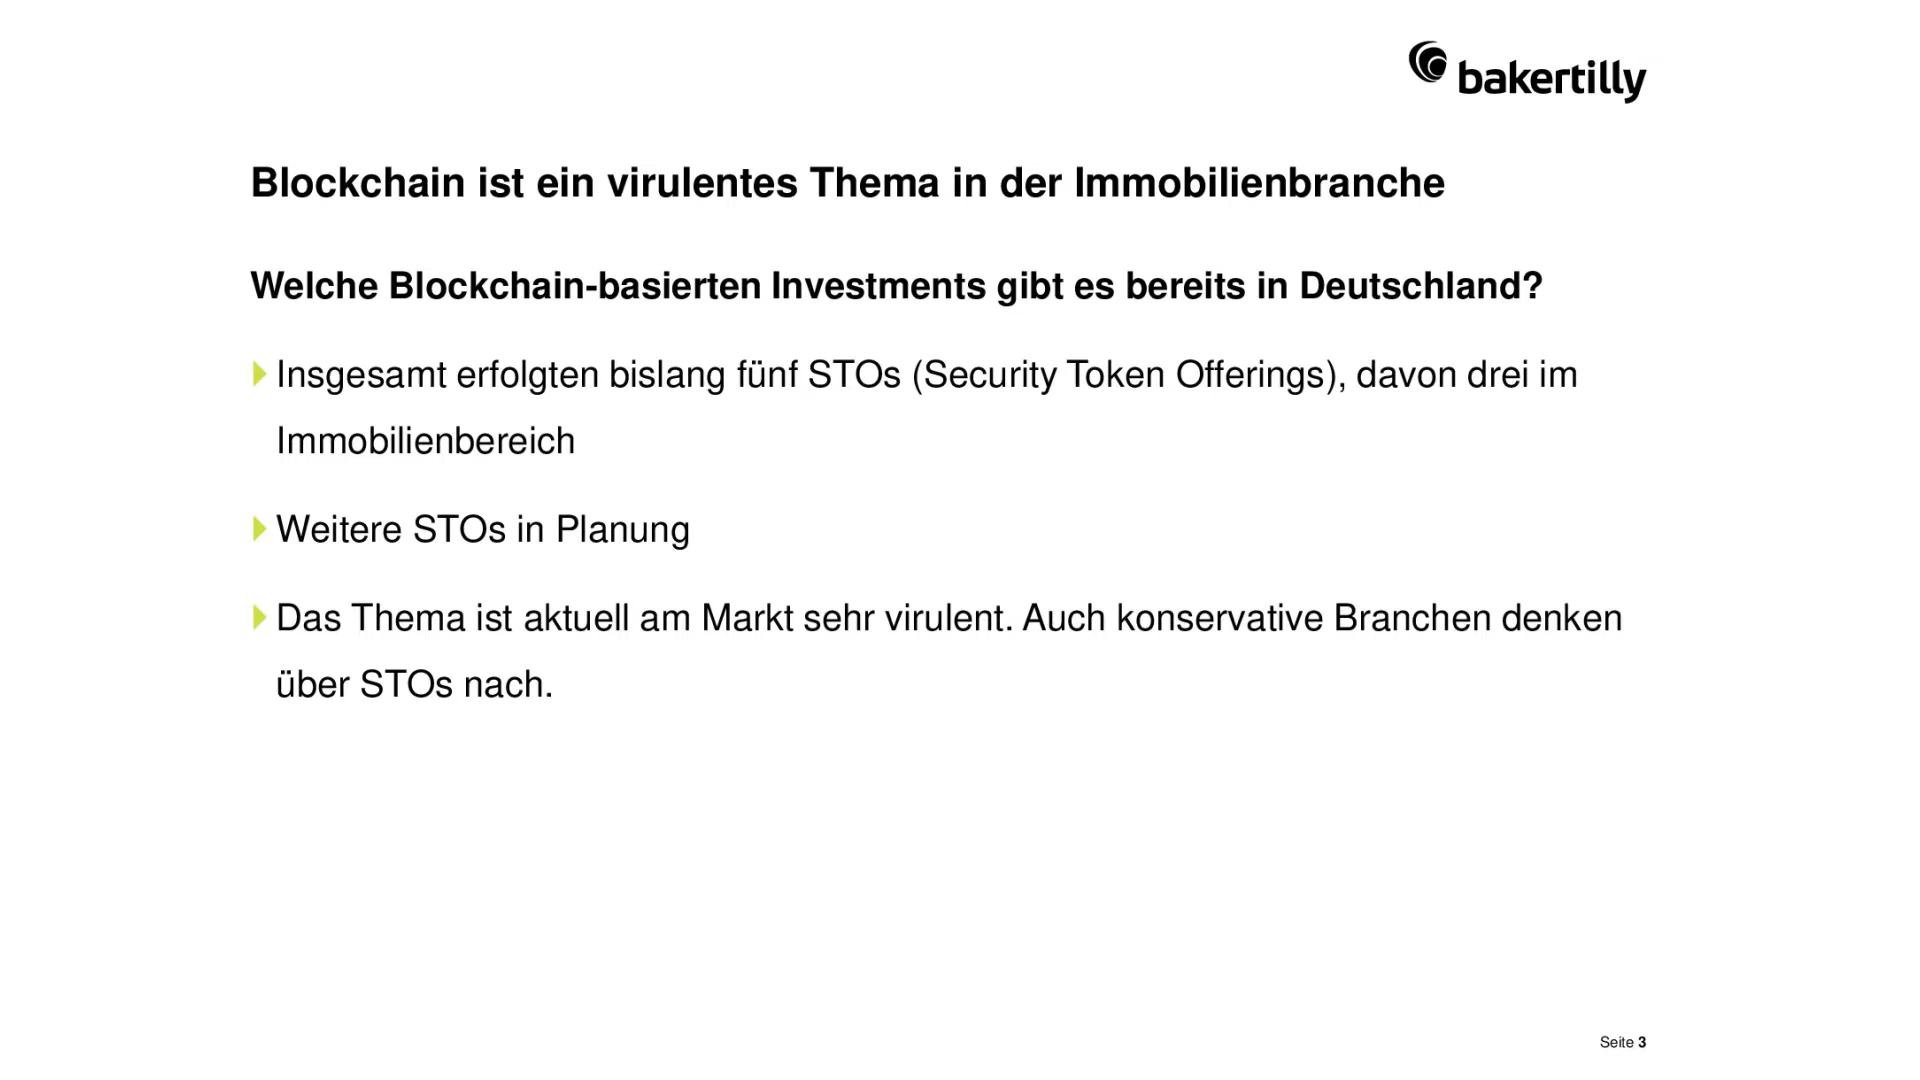 bakertilly
Blockchain ist ein virulentes Thema in der Immobilienbranche
Welche Blockchain-basierten Investments gibt es bereits in Deutschland?
Insgesamt erfolgten bislang fünf STOs (Security Token Offerings), davon drei im
Immobilienbereich
Weitere STOs in Planung
Das Thema ist aktuell am Markt sehr virulent. Auch konservative Branchen denken
über STOs nach.
Seite 3